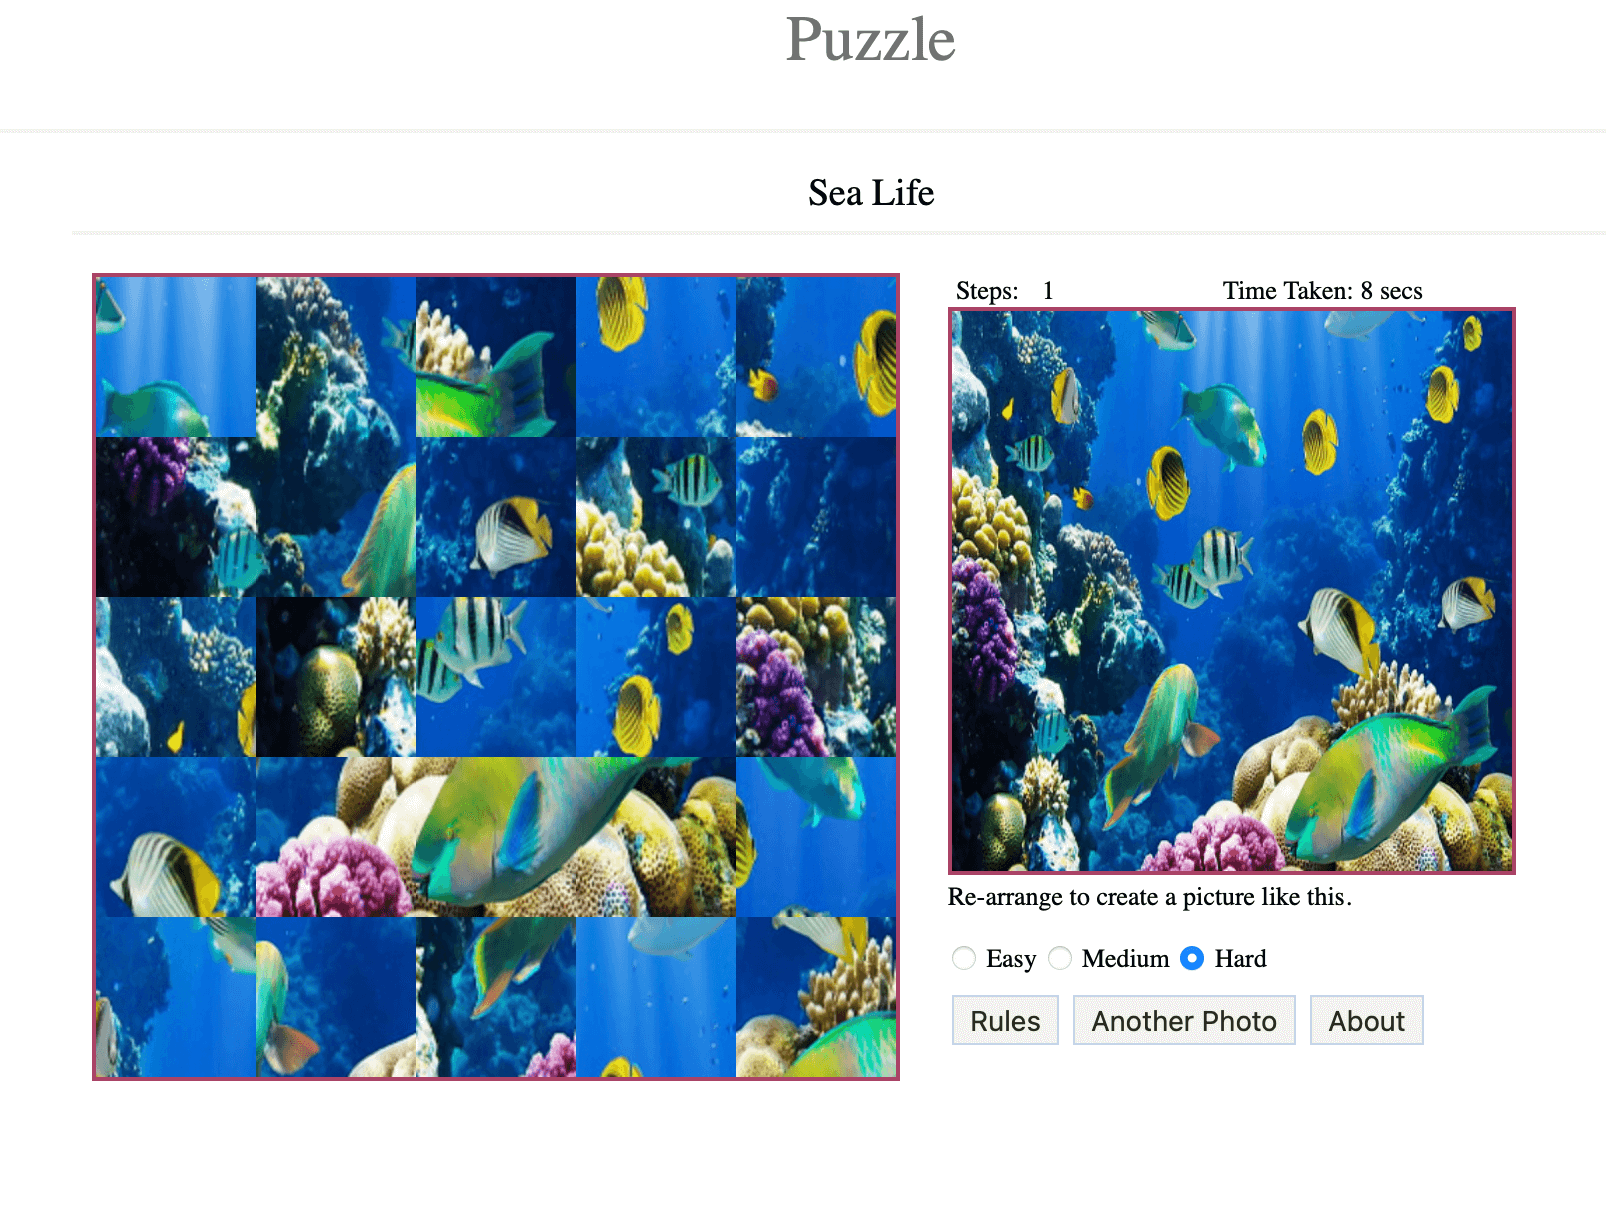 Puzzle
Sea Life
Steps: 1 Time Taken: 8 secs
Re-arrange to create a picture like this.
Easy Medium Hard
Rules Another Photo About